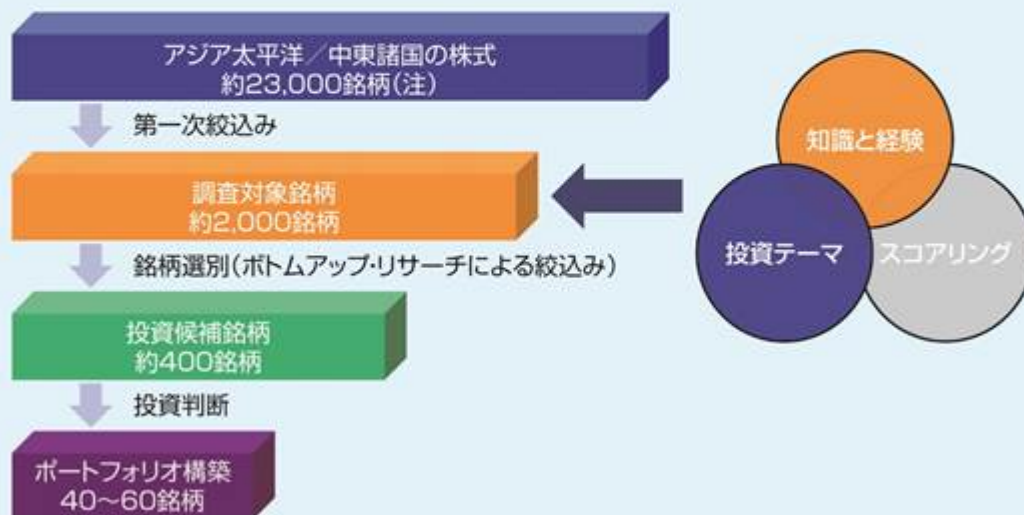 アジア太平洋／中東諸国の株式
約23,000銘柄(注)
第一次絞込み
調査対象銘柄
約2,000銘柄
銘柄選別(ボトムアップ･リサーチによる絞込み)
投資候補銘柄
約400銘柄
投資判断
ポートフォリオ構築
40～60銘柄
知識と経験
投資テーマ
スコアリング